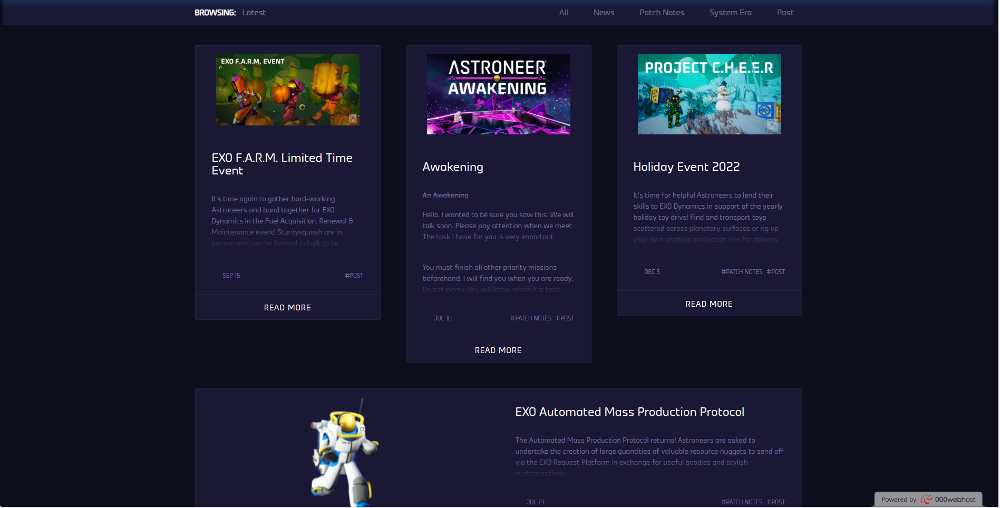 BROWSING: Latest All News Patch Notes System Era Post
EXO F.A.R.M. EVENT
EXO F.A.R.M. Limited Time
Event
It's time again to gather hard-working
Astroneers and band together for EXO
Dynamics in the Fuel Acquisition, Renewal &
Maintenance event! Sturdysquash are in
season and can be farmed in bulk to be
SEP 15 #POST
READ MORE
ASTRONEER
AWAKENING
Awakening
An Awakening
Hello. I wanted to be sure you saw this. We will
talk soon. Please pay attention when we meet.
The task I have for you is very important.
You must finish all other priority missions
beforehand. I will find you when you are ready.
Do not worry. You will know when it is time.
JUL 10 #PATCH NOTES #POST
READ MORE
PROJECT C.H.E.E.R
Holiday Event 2022
It's time for helpful Astroneers to lend their
skills to EXO Dynamics in support of the yearly
holiday toy drive! Find and transport toys
scattered across planetary surfaces or rig up
your own printing production line for delivery
DEC 5 #PATCH NOTES #POST
READ MORE
EXO Automated Mass Production Protocol
The Automated Mass Production Protocol returns! Astroneers are asked to
undertake the creation of large quantities of valuable resource nuggets to send off
via the EXO Request Platform in exchange for useful goodies and stylish
customizations.
JUL 21 #PATCH NOTES #POST
Powered by 000webhost